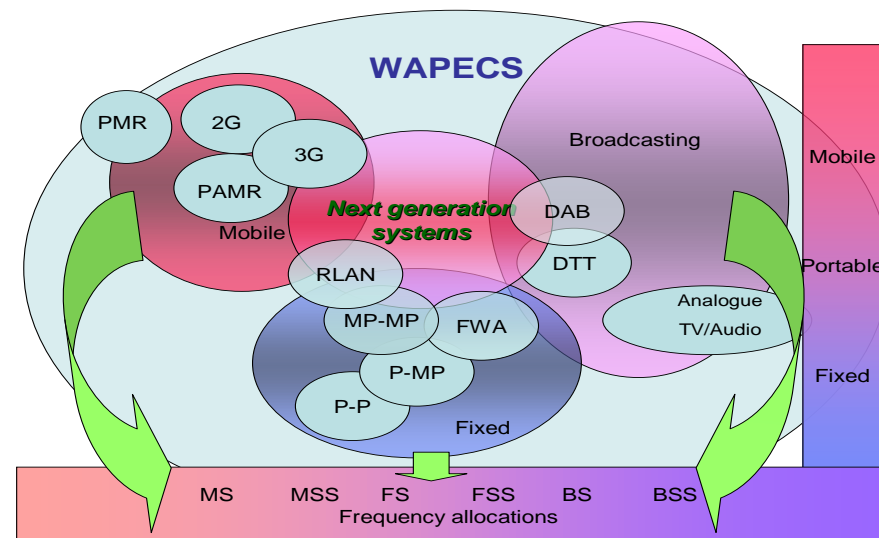 WAPECS
PMR
2G
3G
PAMR
Mobile
Next generation
systems
Broadcasting
DAB
DTT
Analogue
TV/Audio
RLAN
MP-MP
FWA
P-MP
P-P
Fixed
Mobile
Portable
Fixed
MS MSS FS FSS BS BSS
Frequency allocations